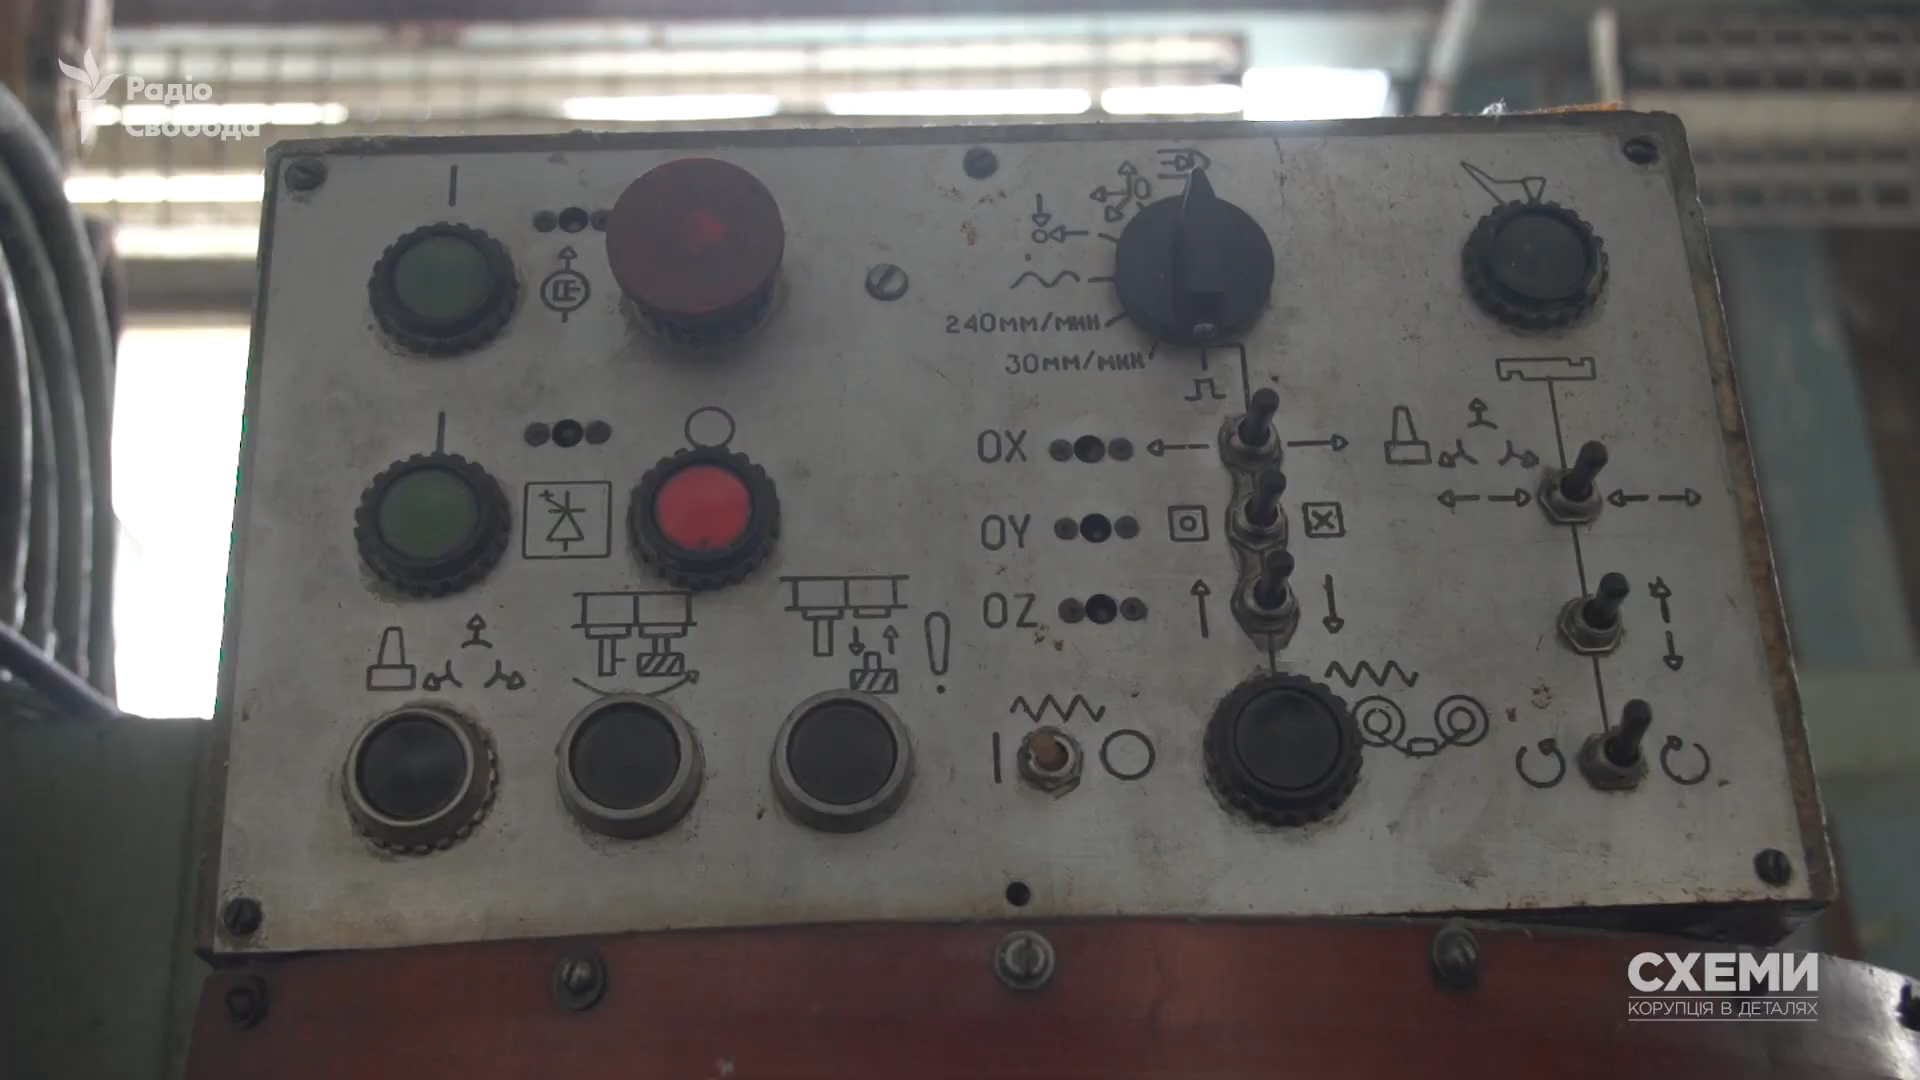 Радіо
Свобода
240мм/мин
30мм/мин
OX
OY
OZ
СХЕМИ
КОРУПЦІЯ В ДЕТАЛЯХ